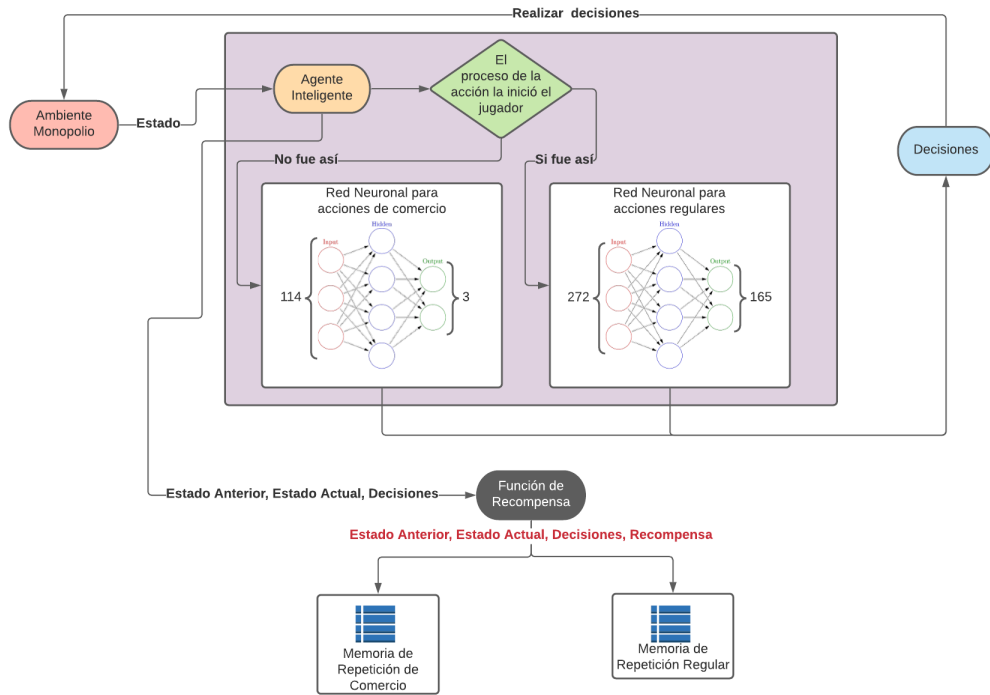 Realizar decisiones
Ambiente
Monopolio
Estado
Agente
Inteligente
El
proceso de la
acción la inició el
jugador
Decisiones
No fue así
Si fue así
Red Neuronal para
acciones de comercio
Hidden
Input
Output
114
3
Red Neuronal para
acciones regulares
Hidden
Input
Output
272
165
Estado Anterior, Estado Actual, Decisiones
Función de
Recompensa
Estado Anterior, Estado Actual, Decisiones, Recompensa
Memoria de
Repetición de
Comercio
Memoria de
Repetición Regular